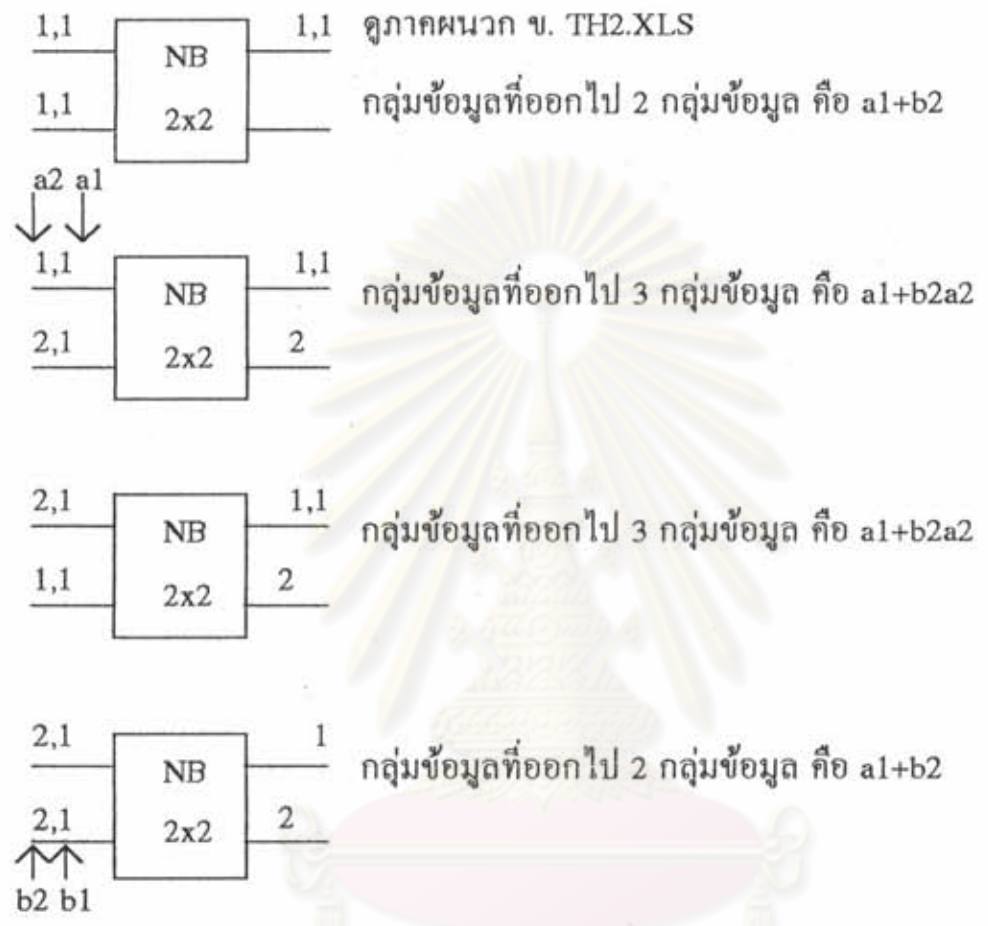 1,1 1,1 ดูภาคผนวก ข. TH2.XLS
NB
1,1 กลุ่มข้อมูลที่ออกไป 2 กลุ่มข้อมูล คือ a1+b2
2x2
a2 a1
1,1 1,1 กลุ่มข้อมูลที่ออกไป 3 กลุ่มข้อมูล คือ a1+b2a2
NB
2,1 2
2x2
2,1 1,1 กลุ่มข้อมูลที่ออกไป 3 กลุ่มข้อมูล คือ a1+b2a2
NB
1,1 2
2x2
2,1 1 กลุ่มข้อมูลที่ออกไป 2 กลุ่มข้อมูล คือ a1+b2
NB
2,1 2
2x2
b2 b1